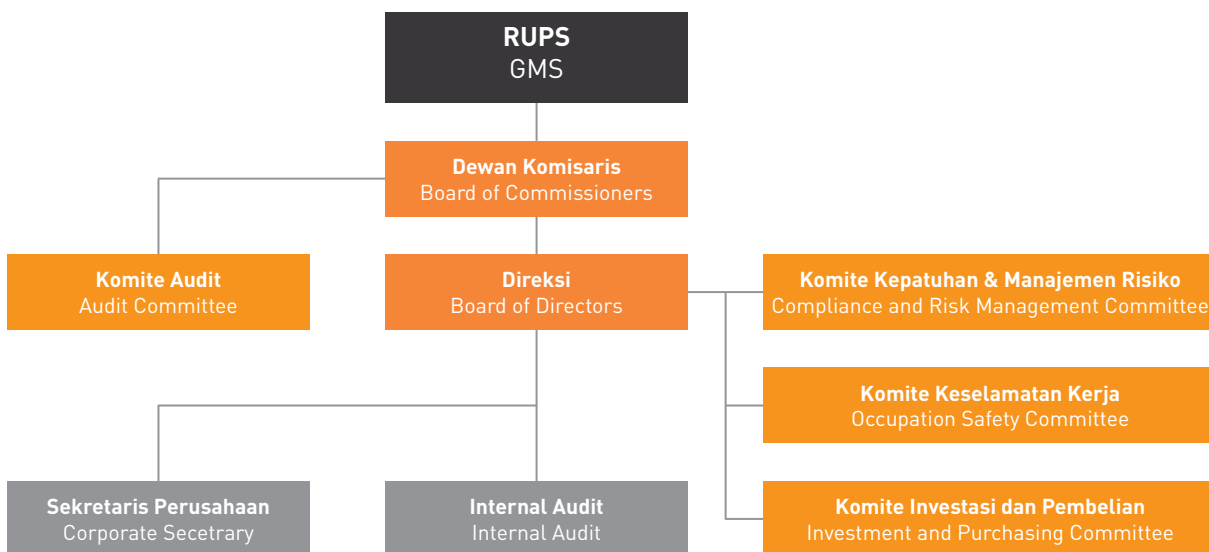 RUPS
GMS
Dewan Komisaris
Board of Commissioners
Komite Audit
Audit Committee
Direksi
Board of Directors
Komite Kepatuhan & Manajemen Risiko
Compliance and Risk Management Committee
Komite Keselamatan Kerja
Occupation Safety Committee
Sekretaris Perusahaan
Corporate Secetrary
Internal Audit
Internal Audit
Komite Investasi dan Pembelian
Investment and Purchasing Committee